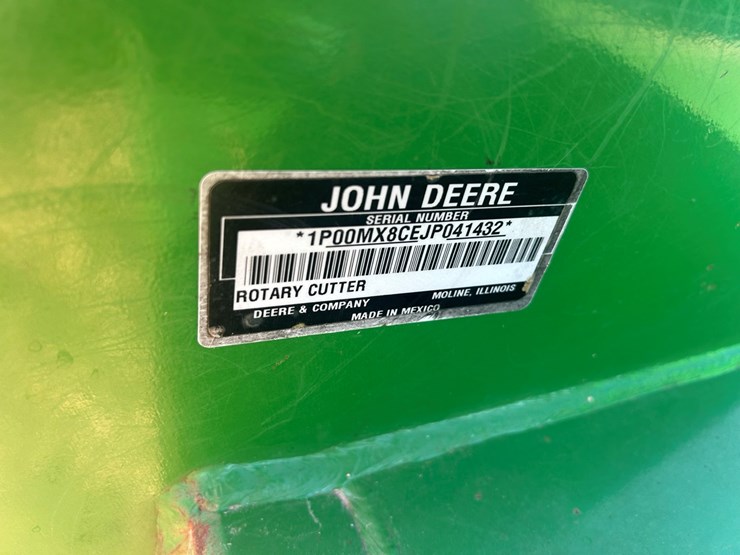 JOHN DEERE
SERIAL NUMBER
*1P00MX8CEJP041432*
ROTARY CUTTER
DEERE & COMPANY MOLINE, ILLINOIS
MADE IN MEXICO